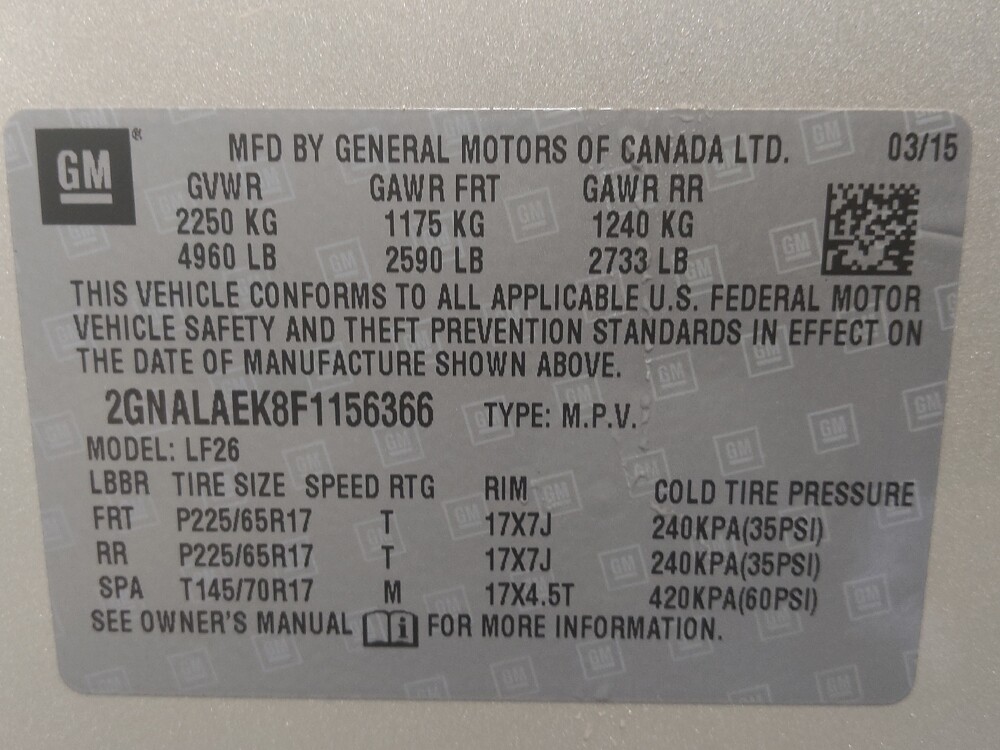 GM
MFD BY GENERAL MOTORS OF CANADA LTD. 03/15
GVWR GAWR FRT GAWR RR
2250 KG 1175 KG 1240 KG
4960 LB 2590 LB 2733 LB
THIS VEHICLE CONFORMS TO ALL APPLICABLE U.S. FEDERAL MOTOR
VEHICLE SAFETY AND THEFT PREVENTION STANDARDS IN EFFECT ON
THE DATE OF MANUFACTURE SHOWN ABOVE.
2GNALAEK8F1156366 TYPE: M.P.V.
MODEL: LF26
LBBR TIRE SIZE SPEED RTG RIM COLD TIRE PRESSURE
FRT P225/65R17 T 17X7J 240KPA(35PSI)
RR P225/65R17 T 17X7J 240KPA(35PSI)
SPA T145/70R17 M 17X4.5T 420KPA(60PSI)
SEE OWNER'S MANUAL i FOR MORE INFORMATION.